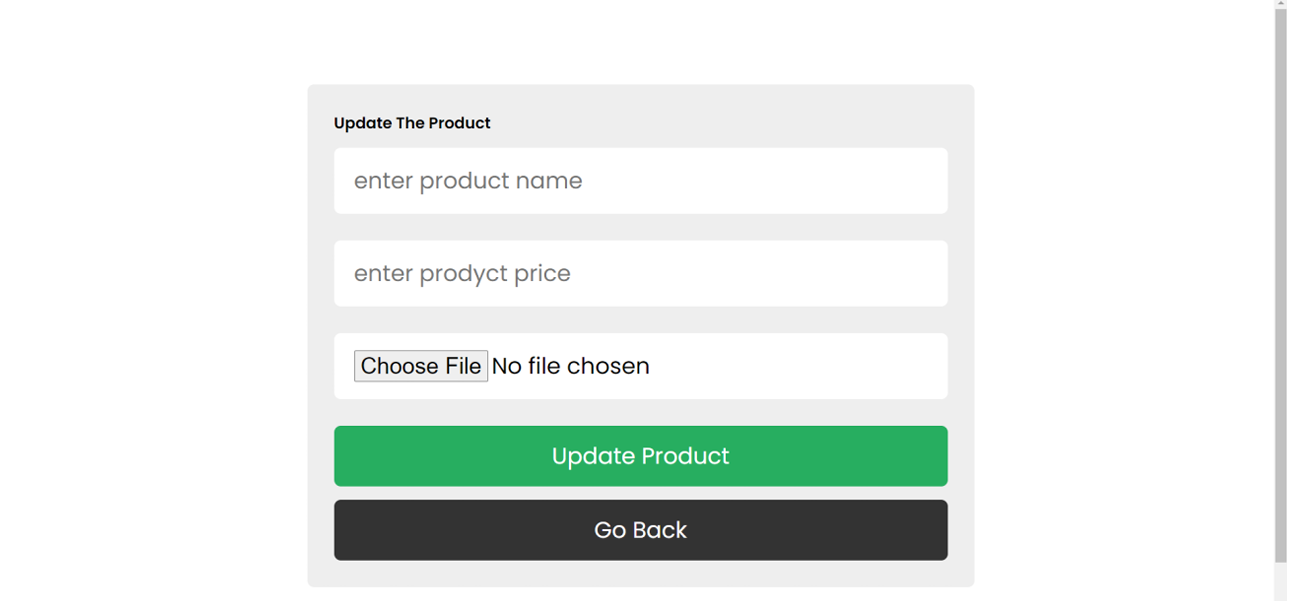 Update The Product
enter product name
enter prodyct price
Choose File No file chosen
Update Product
Go Back